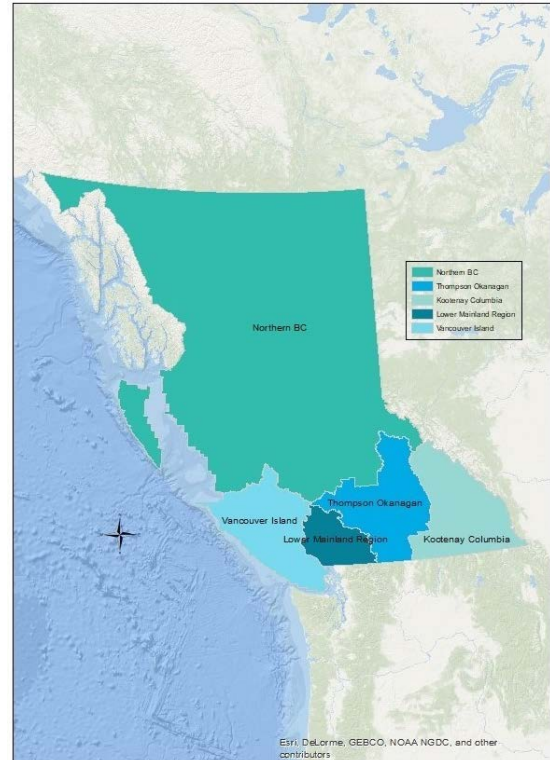 Northern BC
Thompson Okanagan
Kootenay Columbia
Lower Mainland Region
Vancouver Island
Northern BC
Thompson Okanagan
Vancouver Island
Lower Mainland Region
Kootenay Columbia
Esri, DeLorme, GEBCO, NOAA NGDC, and other
contributors